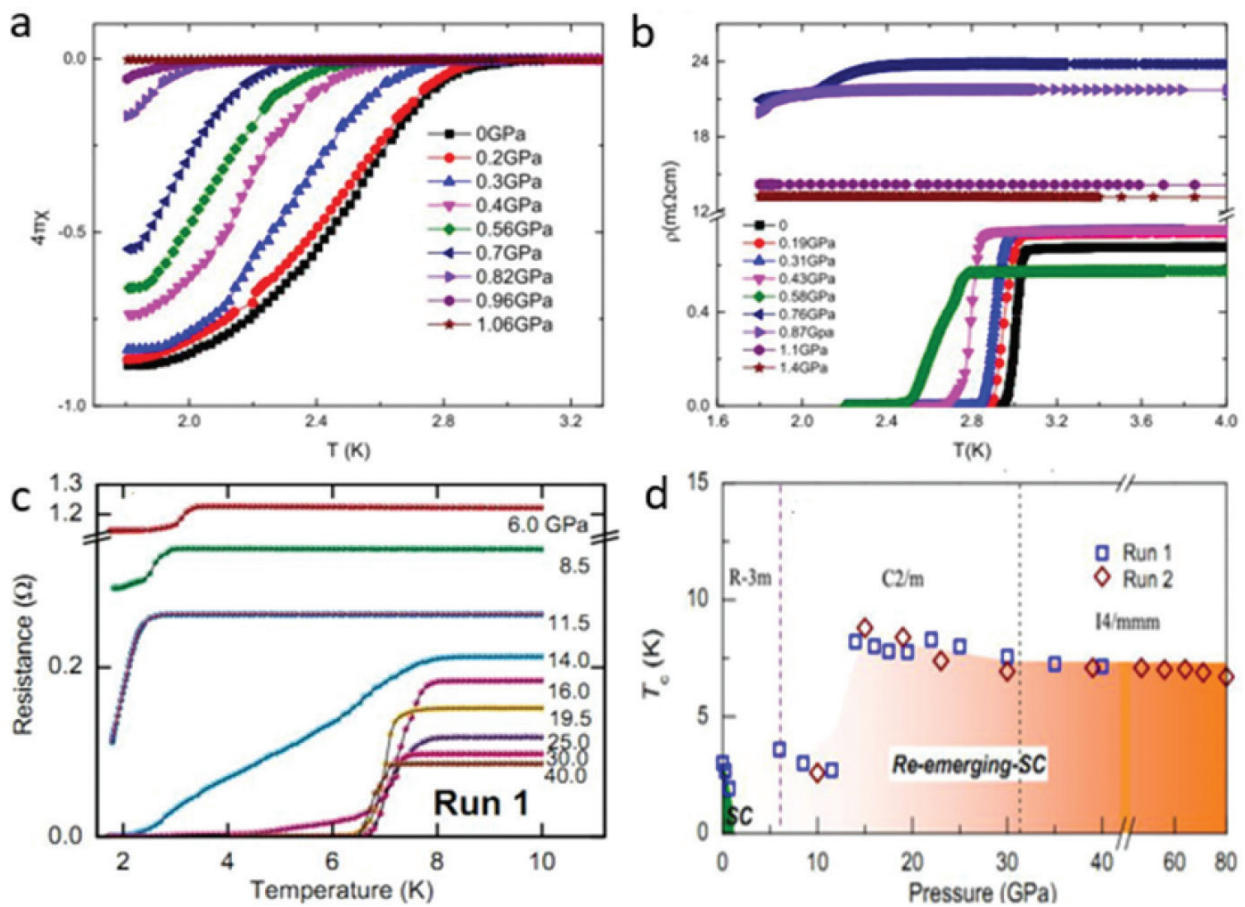 a
0.0
-0.5
-1.0
4πχ
2.0
2.4
2.8
3.2
T (K)
0GPa
0.2GPa
0.3GPa
0.4GPa
0.56GPa
0.7GPa
0.82GPa
0.96GPa
1.06GPa
b
24
21
12
0.4
0.0
ρ(mΩcm)
1.6
2.0
2.4
2.8
3.2
3.6
4.0
T(K)
0
0.19GPa
0.31GPa
0.43GPa
0.58GPa
0.76GPa
0.87Gpa
1.1GPa
1.4GPa
c
1.3
1.2
0.2
0.0
Resistance (Ω)
2
4
6
8
10
Temperature (K)
6.0 GPa
8.5
11.5
14.0
16.0
19.5
25.0
30.0
40.0
Run 1
d
15
10
5
0
Tc (K)
0
10
20
30
40
60
80
Pressure (GPa)
R-3m
C2/m
I4/mmm
Run 1
Run 2
SC
Re-emerging-SC